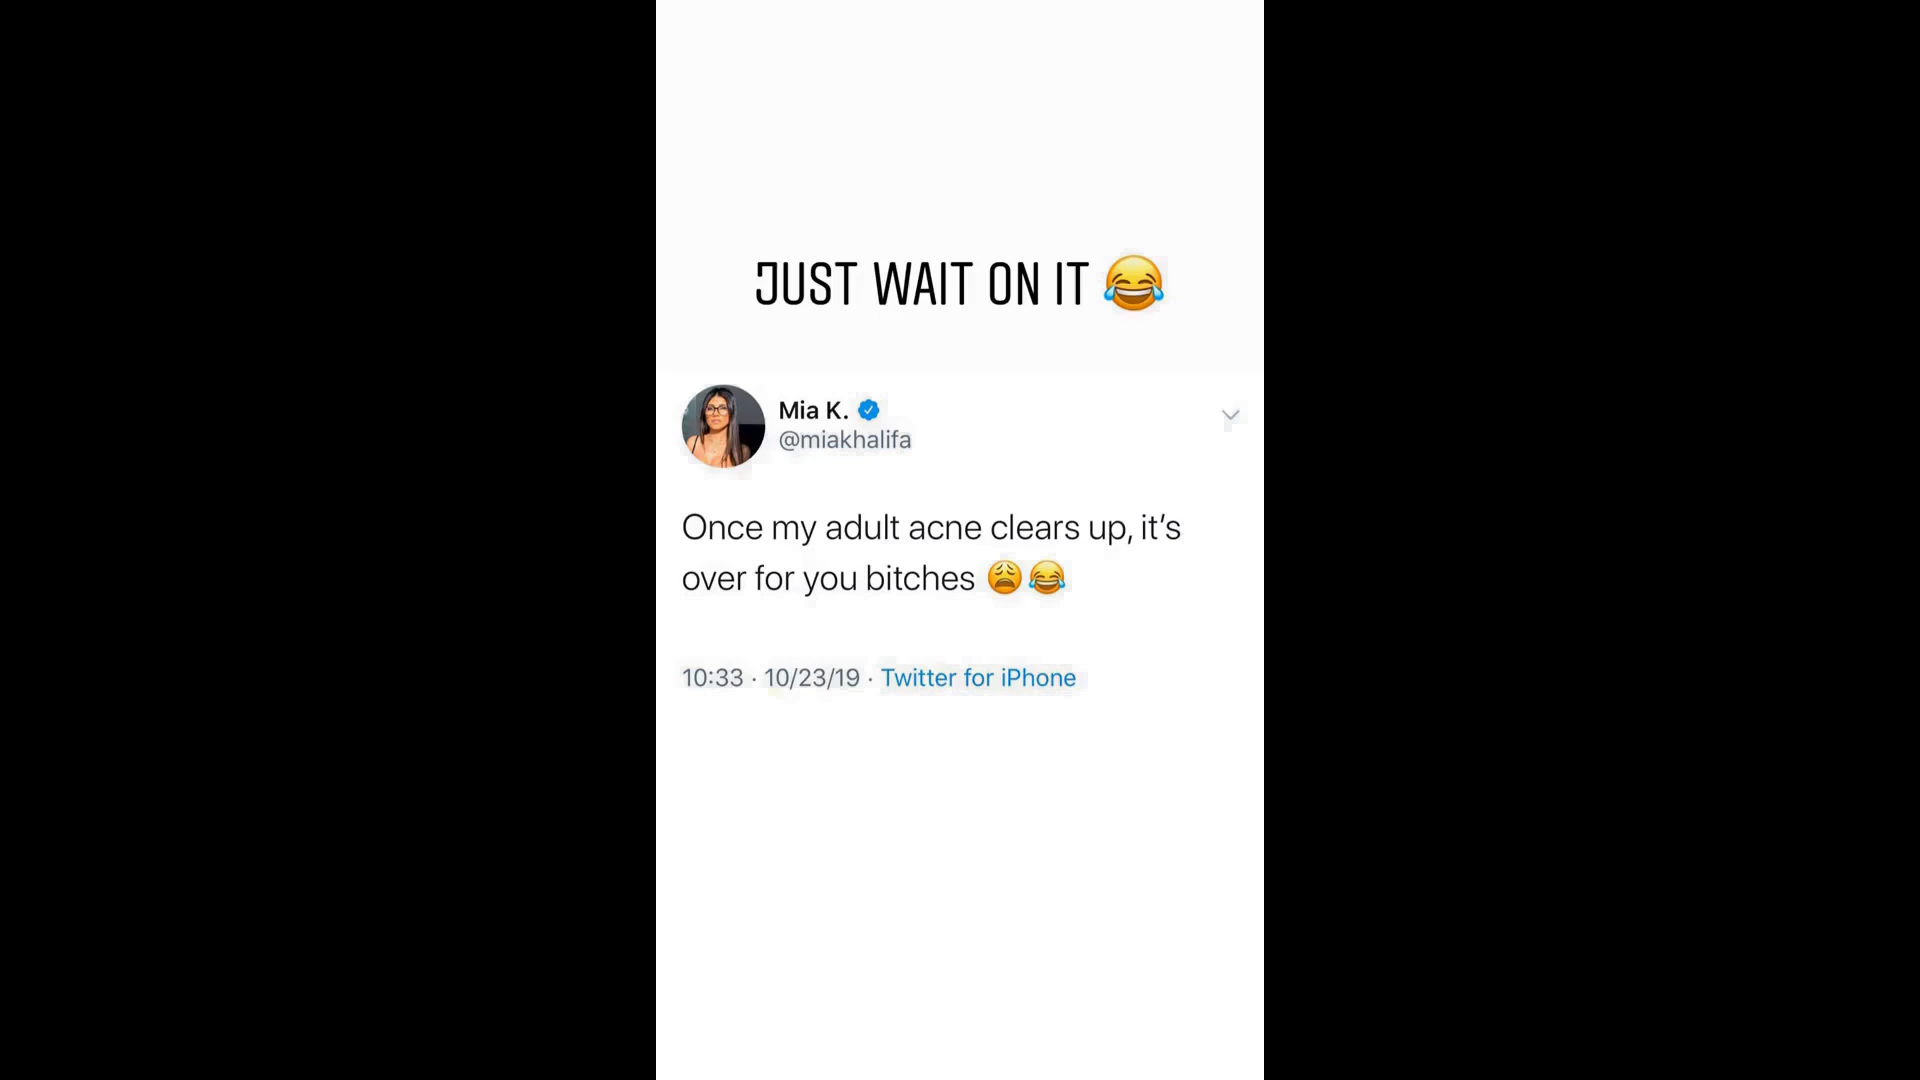 JUST WAIT ON IT 😂
Mia K.
@miakhalifa
Once my adult acne clears up, it's
over for you bitches 😩😂
10:33 · 10/23/19 · Twitter for iPhone